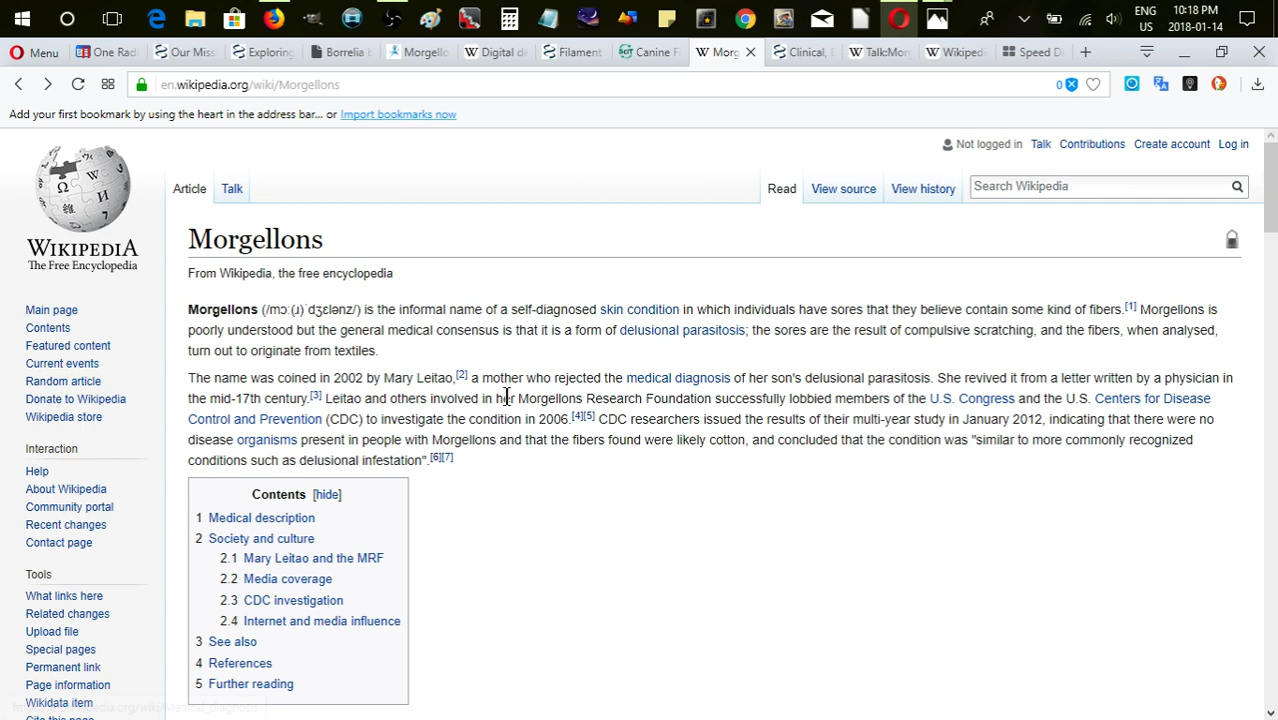 ENG 10:18 PM
US 2018-01-14
Menu One Rad Our Miss Exploring Borrelia b Morgello Digital de Filament Canine F Morg Clinical, E TalkMor Wikipedi Speed D
en.wikipedia.org/wiki/Morgellons 0
Add your first bookmark by using the heart in the address bar... or Import bookmarks now
Not logged in Talk Contributions Create account Log in
Article Talk Read View source View history Search Wikipedia
WIKIPEDIA
The Free Encyclopedia
Main page
Contents
Featured content
Current events
Random article
Donate to Wikipedia
Wikipedia store
Interaction
Help
About Wikipedia
Community portal
Recent changes
Contact page
Tools
What links here
Related changes
Upload file
Special pages
Permanent link
Page information
Wikidata item
Cite this page
Morgellons
From Wikipedia, the free encyclopedia
Morgellons (/mɔː(ɹ)ˈdʒɛlənz/) is the informal name of a self-diagnosed skin condition in which individuals have sores that they believe contain some kind of fibers.[1] Morgellons is
poorly understood but the general medical consensus is that it is a form of delusional parasitosis; the sores are the result of compulsive scratching, and the fibers, when analysed,
turn out to originate from textiles.
The name was coined in 2002 by Mary Leitao,[2] a mother who rejected the medical diagnosis of her son's delusional parasitosis. She revived it from a letter written by a physician in
the mid-17th century.[3] Leitao and others involved in her Morgellons Research Foundation successfully lobbied members of the U.S. Congress and the U.S. Centers for Disease
Control and Prevention (CDC) to investigate the condition in 2006.[4][5] CDC researchers issued the results of their multi-year study in January 2012, indicating that there were no
disease organisms present in people with Morgellons and that the fibers found were likely cotton, and concluded that the condition was "similar to more commonly recognized
conditions such as delusional infestation".[6][7]
Contents [hide]
1 Medical description
2 Society and culture
2.1 Mary Leitao and the MRF
2.2 Media coverage
2.3 CDC investigation
2.4 Internet and media influence
3 See also
4 References
5 Further reading